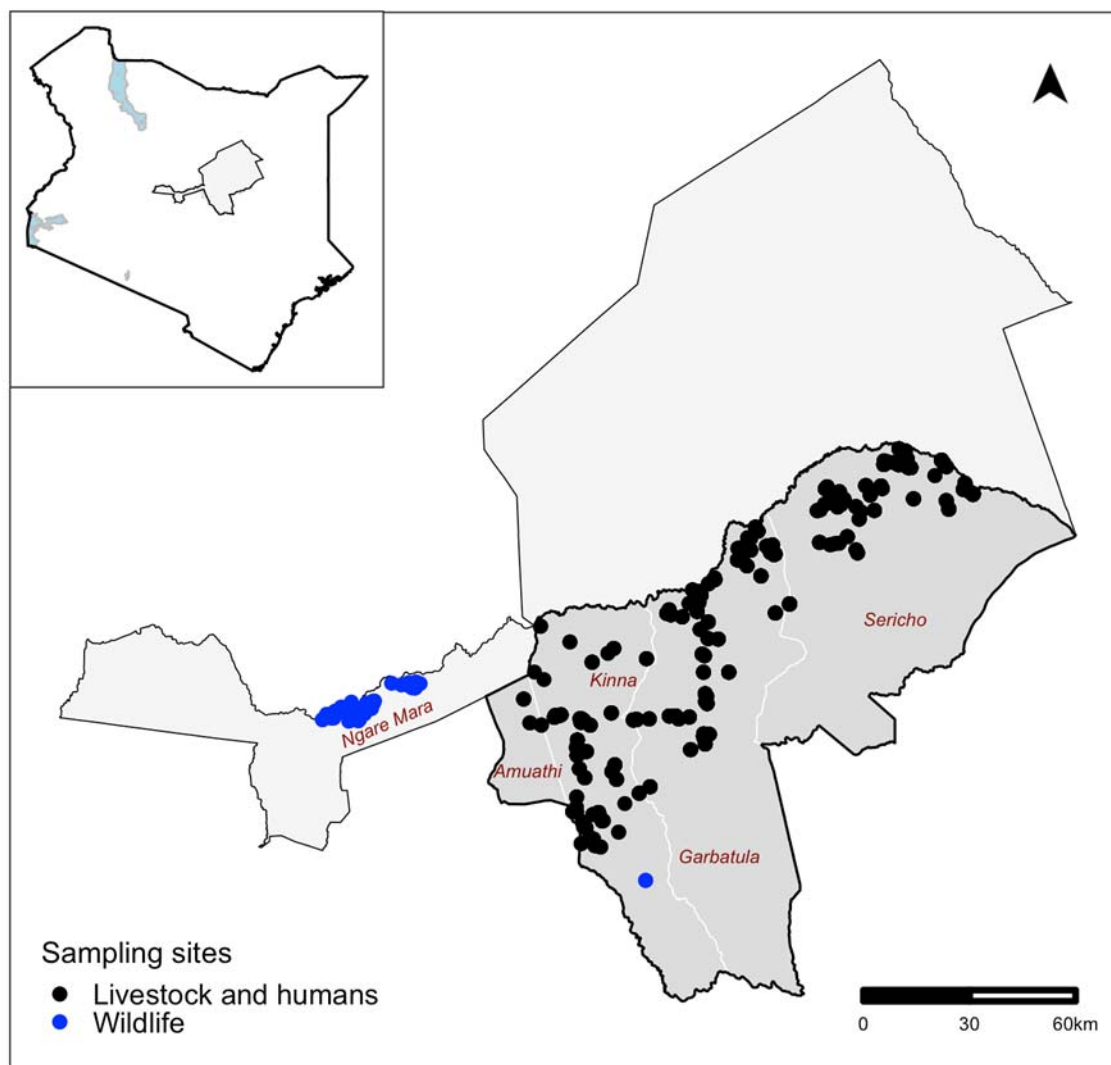 Sericho
Kinna
Ngare Mara
Amuathi
Garbatula
Sampling sites
Livestock and humans
Wildlife
0 30 60km